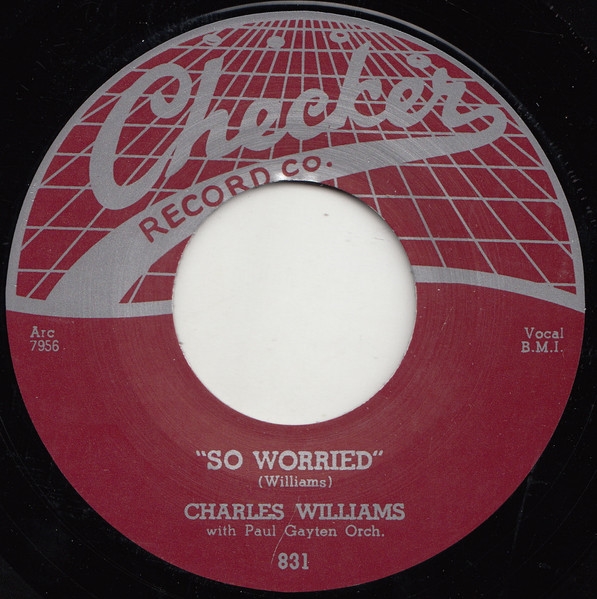 Checker
RECORD CO.
Arc
7956
Vocal
B.M.I.
"SO WORRIED"
(Williams)
CHARLES WILLIAMS
with Paul Gayten Orch.
831